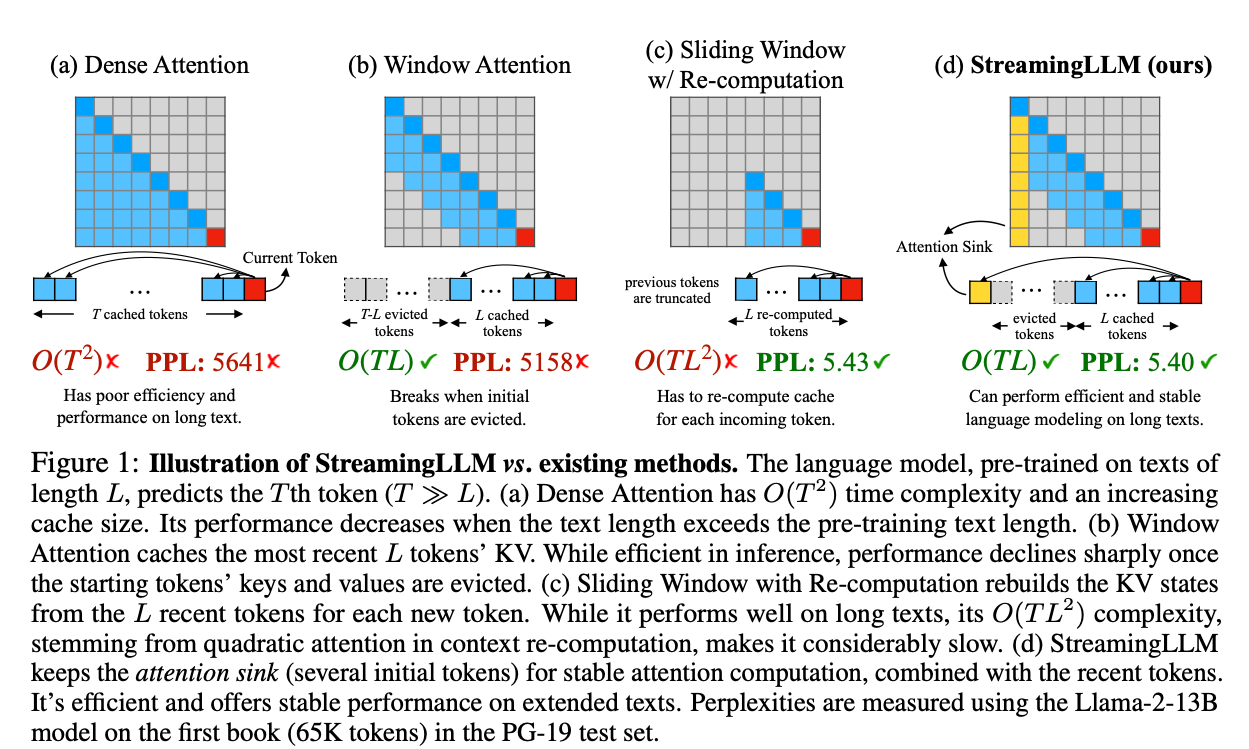 (a) Dense Attention
(b) Window Attention
(c) Sliding Window
w/ Re-computation
(d) StreamingLLM (ours)
Current Token
...
T cached tokens
... ...
T-L evicted
tokens
L cached
tokens
previous tokens
are truncated
...
L re-computed
tokens
Attention Sink
... ...
evicted
tokens
L cached
tokens
O(T²)✗ PPL: 5641✗
O(TL)✓ PPL: 5158✗
O(TL²)✗ PPL: 5.43✓
O(TL)✓ PPL: 5.40✓
Has poor efficiency and
performance on long text.
Breaks when initial
tokens are evicted.
Has to re-compute cache
for each incoming token.
Can perform efficient and stable
language modeling on long texts.
Figure 1: Illustration of StreamingLLM vs. existing methods. The language model, pre-trained on texts of
length L, predicts the Tth token (T ≫ L). (a) Dense Attention has O(T²) time complexity and an increasing
cache size. Its performance decreases when the text length exceeds the pre-training text length. (b) Window
Attention caches the most recent L tokens' KV. While efficient in inference, performance declines sharply once
the starting tokens' keys and values are evicted. (c) Sliding Window with Re-computation rebuilds the KV states
from the L recent tokens for each new token. While it performs well on long texts, its O(TL²) complexity,
stemming from quadratic attention in context re-computation, makes it considerably slow. (d) StreamingLLM
keeps the attention sink (several initial tokens) for stable attention computation, combined with the recent tokens.
It's efficient and offers stable performance on extended texts. Perplexities are measured using the Llama-2-13B
model on the first book (65K tokens) in the PG-19 test set.